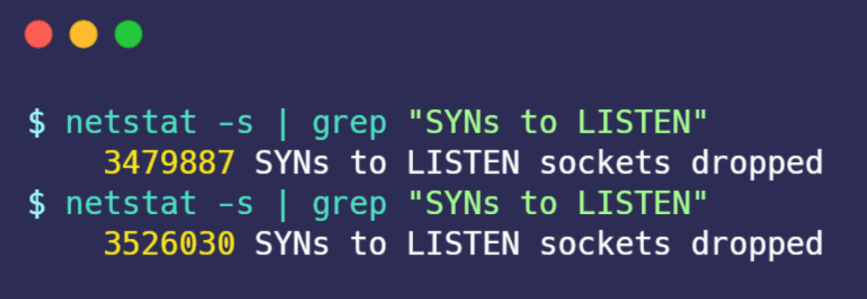 $ netstat -s | grep "SYNs to LISTEN"
3479887 SYNs to LISTEN sockets dropped
$ netstat -s | grep "SYNs to LISTEN"
3526030 SYNs to LISTEN sockets dropped